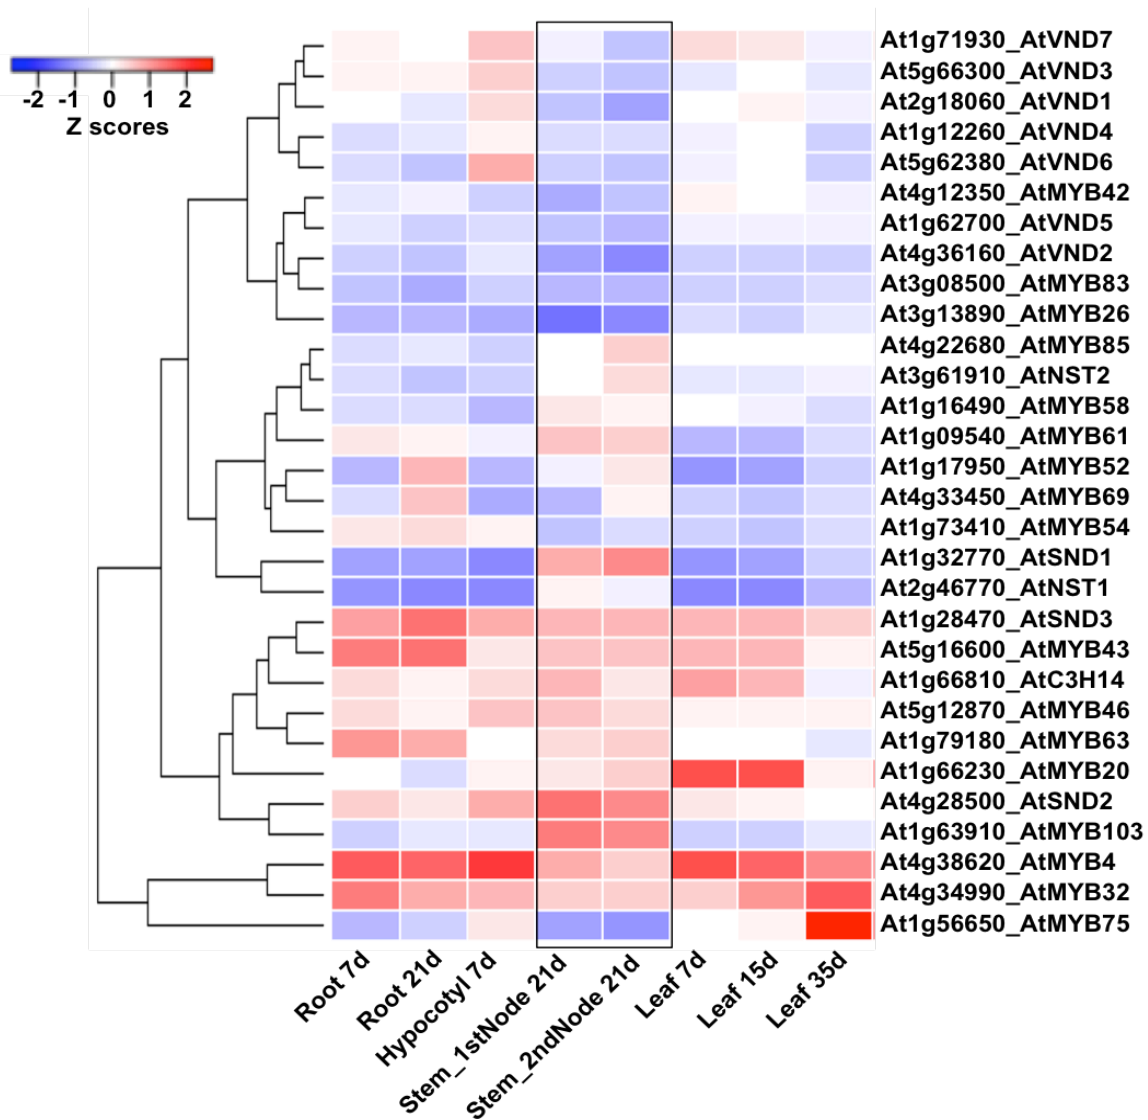 -2 -1 0 1 2
Z scores
At1g71930_AtVND7
At5g66300_AtVND3
At2g18060_AtVND1
At1g12260_AtVND4
At5g62380_AtVND6
At4g12350_AtMYB42
At1g62700_AtVND5
At4g36160_AtVND2
At3g08500_AtMYB83
At3g13890_AtMYB26
At4g22680_AtMYB85
At3g61910_AtNST2
At1g16490_AtMYB58
At1g09540_AtMYB61
At1g17950_AtMYB52
At4g33450_AtMYB69
At1g73410_AtMYB54
At1g32770_AtSND1
At2g46770_AtNST1
At1g28470_AtSND3
At5g16600_AtMYB43
At1g66810_AtC3H14
At5g12870_AtMYB46
At1g79180_AtMYB63
At1g66230_AtMYB20
At4g28500_AtSND2
At1g63910_AtMYB103
At4g38620_AtMYB4
At4g34990_AtMYB32
At1g56650_AtMYB75
Root 7d
Root 21d
Hypocotyl 7d
Stem_1stNode 21d
Stem_2ndNode 21d
Leaf 7d
Leaf 15d
Leaf 35d